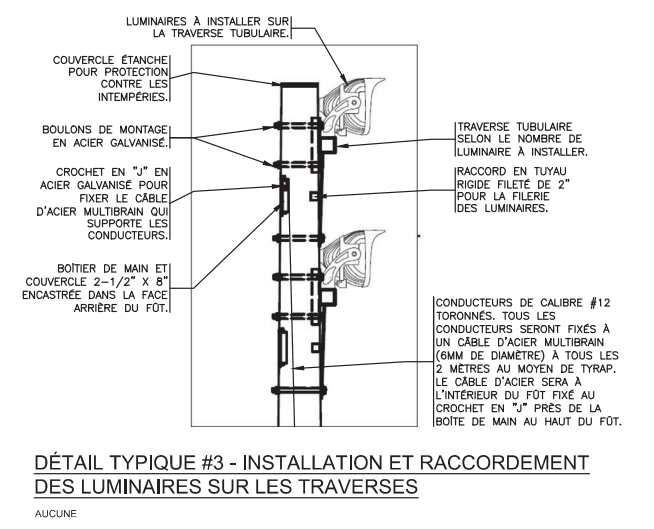 LUMINAIRES À INSTALLER SUR
LA TRAVERSE TUBULAIRE.
COUVERCLE ÉTANCHE
POUR PROTECTION
CONTRE LES
INTEMPÉRIES.
BOULONS DE MONTAGE
EN ACIER GALVANISÉ.
CROCHET EN "J" EN
ACIER GALVANISÉ POUR
FIXER LE CÂBLE
D'ACIER MULTIBRAIN QUI
SUPPORTE LES
CONDUCTEURS.
BOÎTIER DE MAIN ET
COUVERCLE 2-1/2" X 8"
ENCASTRÉE DANS LA FACE
ARRIÈRE DU FÛT.
TRAVERSE TUBULAIRE
SELON LE NOMBRE DE
LUMINAIRE À INSTALLER.
RACCORD EN TUYAU
RIGIDE FILETÉ DE 2"
POUR LA FILERIE
DES LUMINAIRES.
CONDUCTEURS DE CALIBRE #12
TORONNÉS. TOUS LES
CONDUCTEURS SERONT FIXÉS À
UN CÂBLE D'ACIER MULTIBRAIN
(6MM DE DIAMÈTRE) À TOUS LES
2 MÈTRES AU MOYEN DE TYRAP.
LE CÂBLE D'ACIER SERA À
L'INTÉRIEUR DU FÛT FIXÉ AU
CROCHET EN "J" PRÈS DE LA
BOÎTE DE MAIN AU HAUT DU FÛT.
DÉTAIL TYPIQUE #3 - INSTALLATION ET RACCORDEMENT
DES LUMINAIRES SUR LES TRAVERSES
AUCUNE